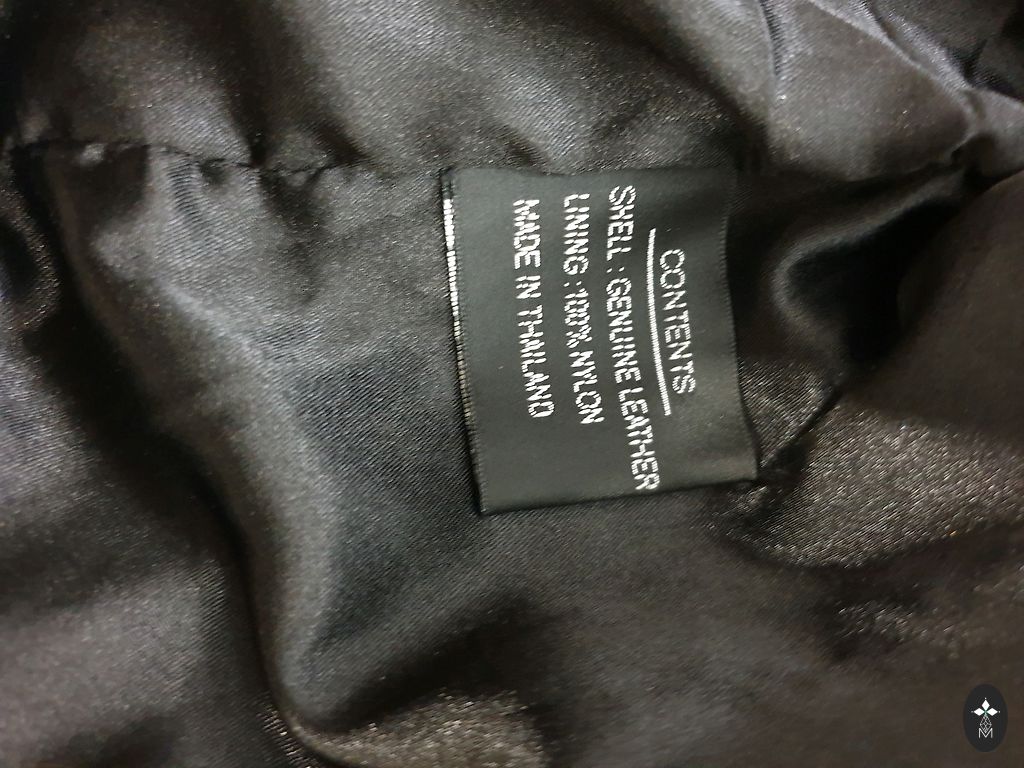 CONTENTS
SHELL : GENUINE LEATHER
LINING : 100% NYLON
MADE IN THAILAND
M